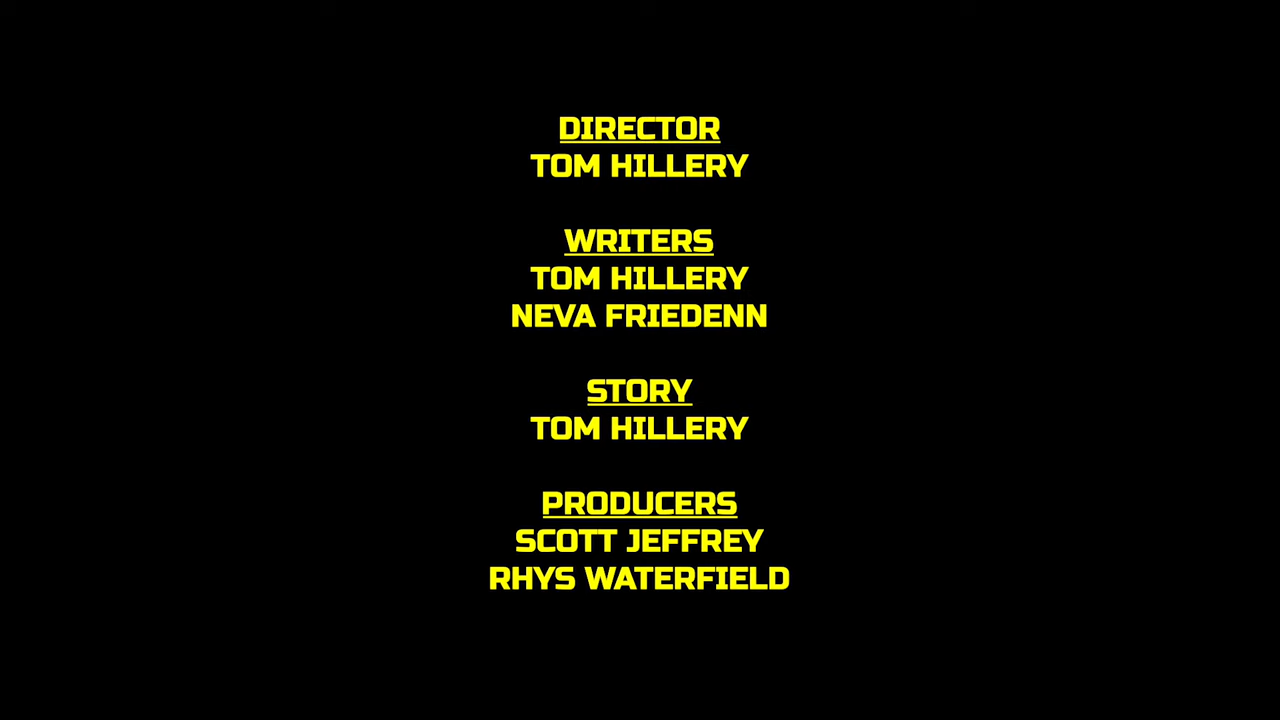 DIRECTOR
TOM HILLERY
WRITERS
TOM HILLERY
NEVA FRIEDENN
STORY
TOM HILLERY
PRODUCERS
SCOTT JEFFREY
RHYS WATERFIELD